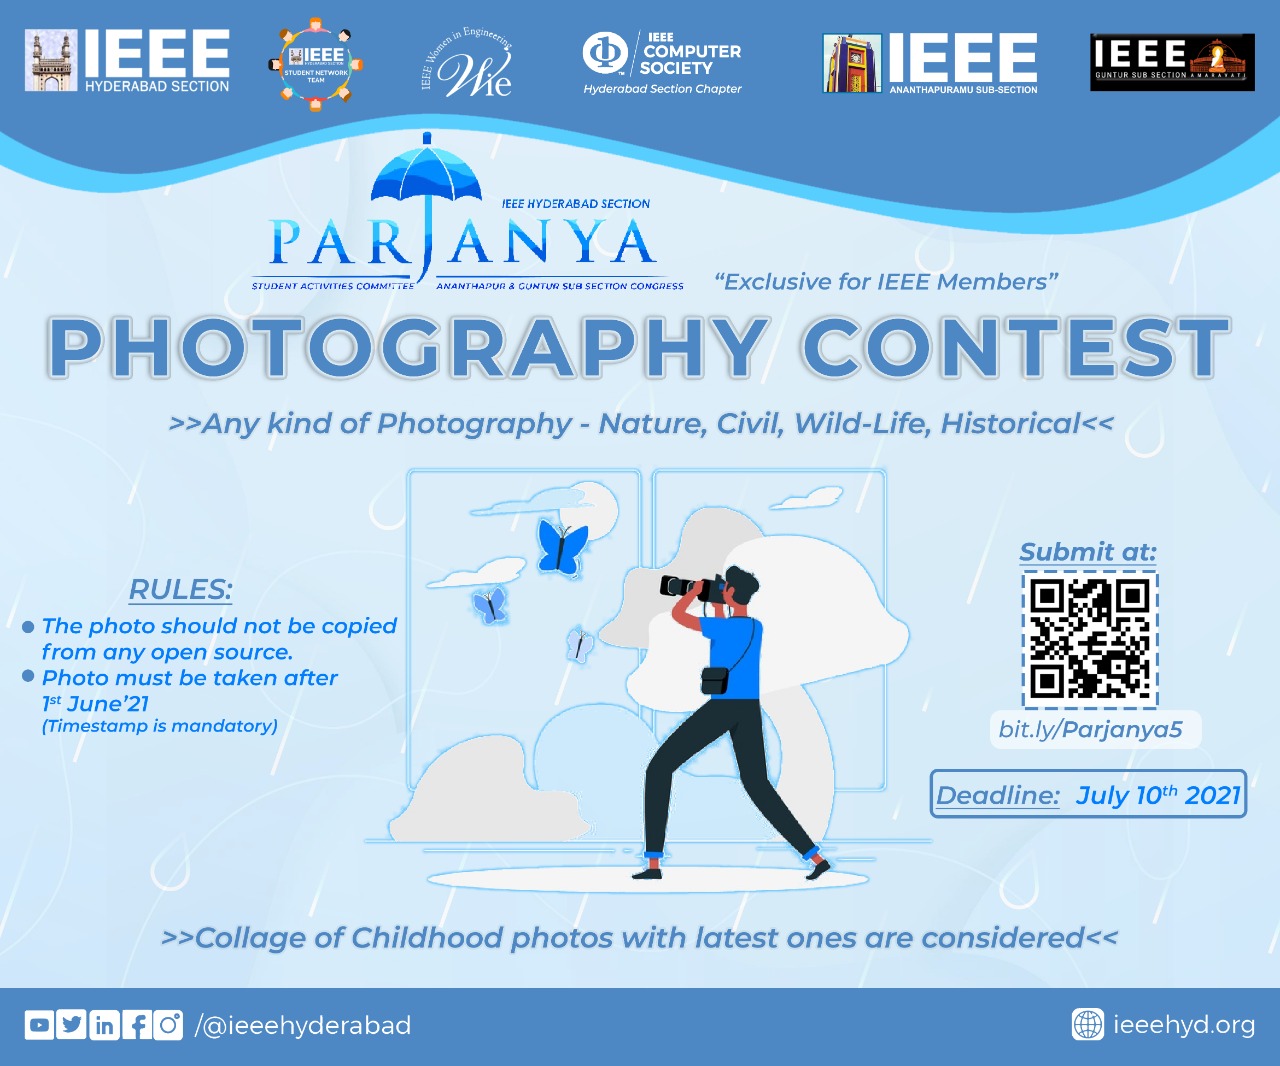 IEEE
HYDERABAD SECTION
IEEE
HYDERABAD SECTION
STUDENT NETWORK
TEAM
IEEE Women in Engineering
WIe
IEEE
COMPUTER
SOCIETY
Hyderabad Section Chapter
IEEE
ANANTHAPURAMU SUB-SECTION
IEEE
GUNTUR SUB SECTION AMARAVATI
IEEE HYDERABAD SECTION
PARJANYA
STUDENT ACTIVITIES COMMITTEE ANANTHAPUR & GUNTUR SUB SECTION CONGRESS
“Exclusive for IEEE Members”
PHOTOGRAPHY CONTEST
>>Any kind of Photography - Nature, Civil, Wild-Life, Historical<<
RULES:
The photo should not be copied
from any open source.
Photo must be taken after
1st June’21
(Timestamp is mandatory)
Submit at:
bit.ly/Parjanya5
Deadline: July 10th 2021
>>Collage of Childhood photos with latest ones are considered<<
/@ieeehyderabad
ieeehyd.org